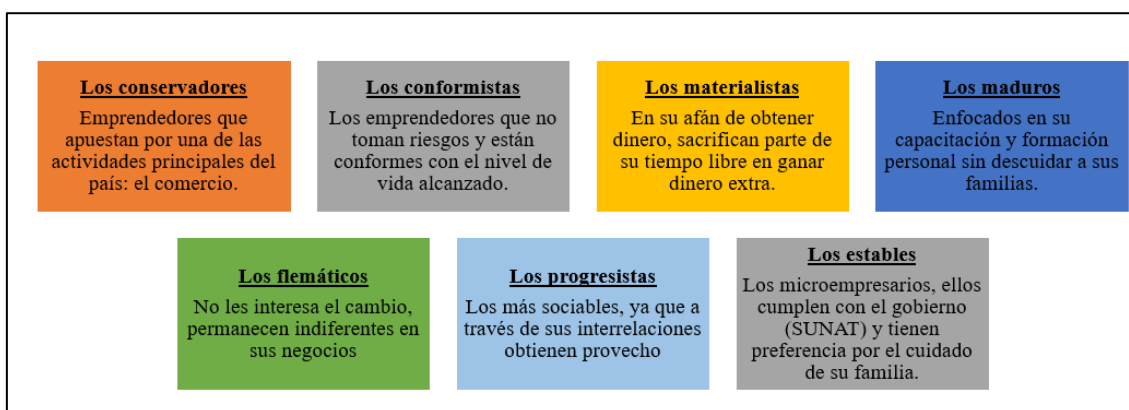 Los conservadores
Emprendedores que
apuestan por una de las
actividades principales del
país: el comercio.
Los conformistas
Los emprendedores que no
toman riesgos y están
conformes con el nivel de
vida alcanzado.
Los materialistas
En su afán de obtener
dinero, sacrifican parte de
su tiempo libre en ganar
dinero extra.
Los maduros
Enfocados en su
capacitación y formación
personal sin descuidar a sus
familias.
Los flemáticos
No les interesa el cambio,
permanecen indiferentes en
sus negocios
Los progresistas
Los más sociables, ya que a
través de sus interrelaciones
obtienen provecho
Los estables
Los microempresarios, ellos
cumplen con el gobierno
(SUNAT) y tienen
preferencia por el cuidado
de su familia.